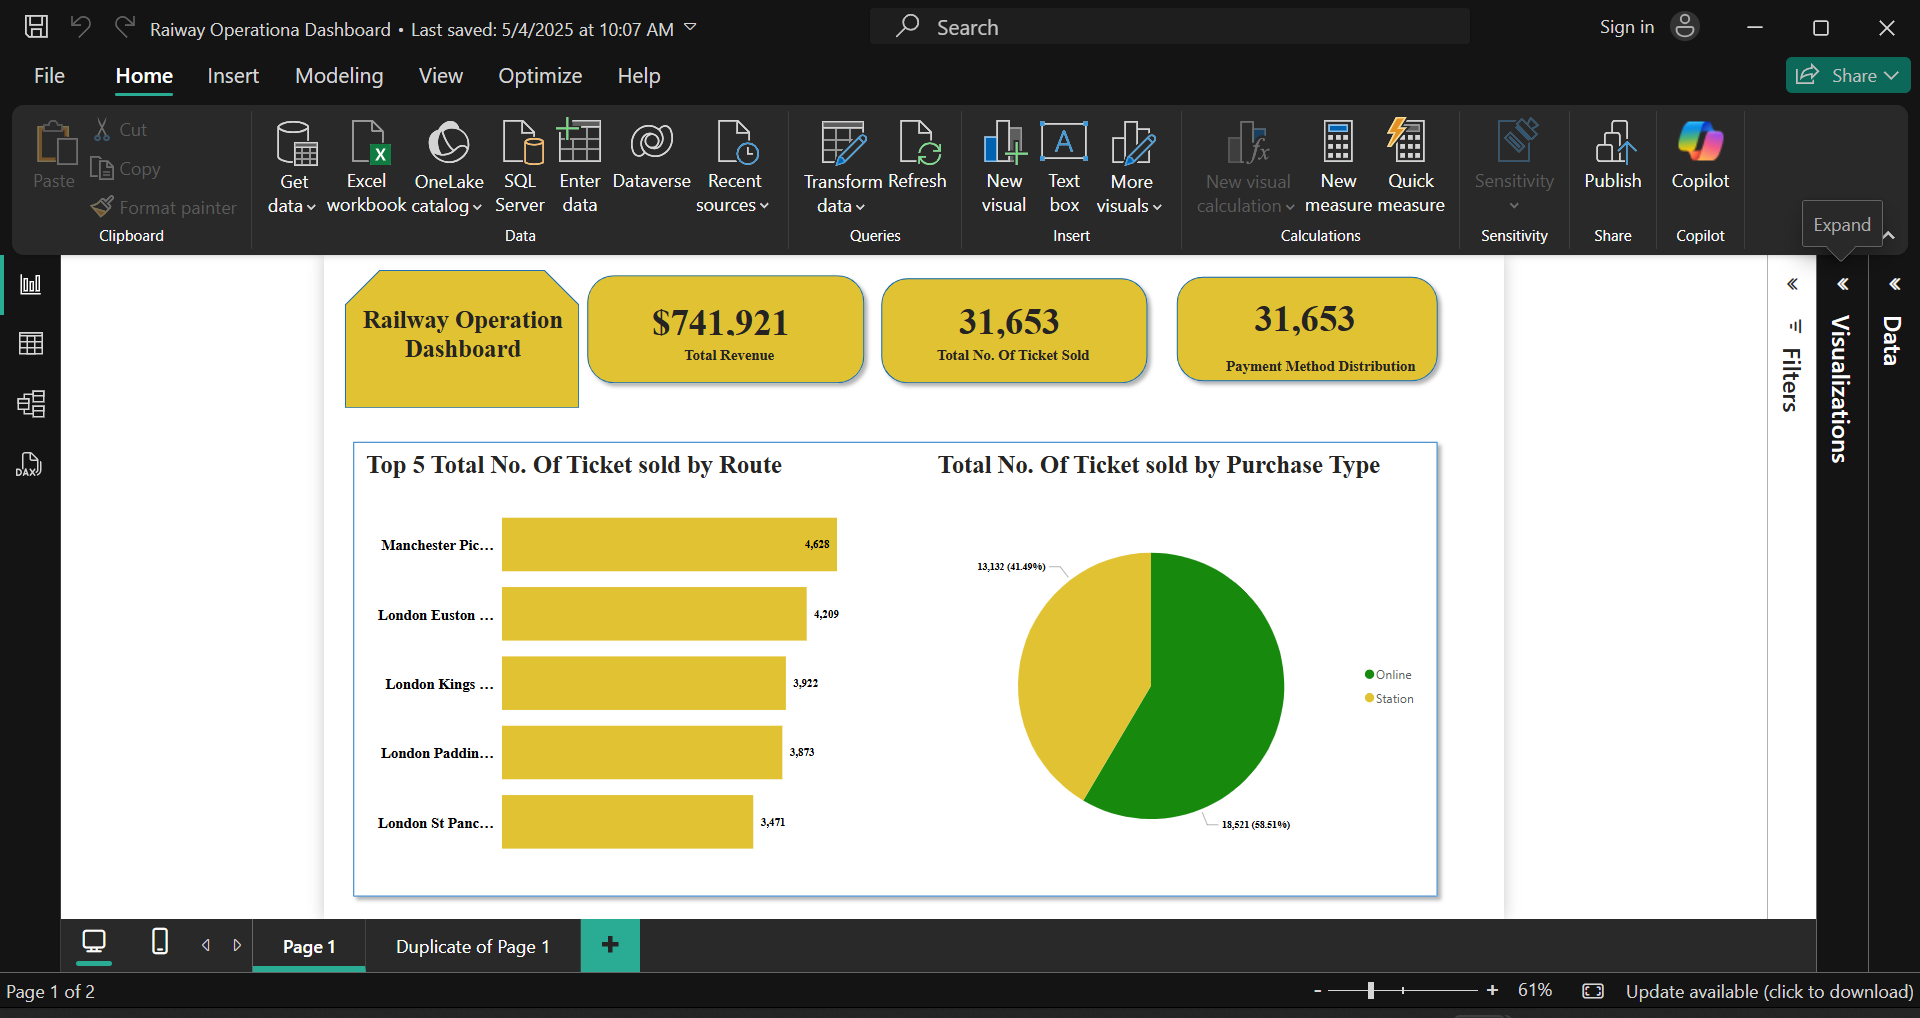 Raiway Operationa Dashboard • Last saved: 5/4/2025 at 10:07 AM
Search
Sign in
File Home Insert Modeling View Optimize Help
Share
Paste
Cut
Copy
Format painter
Clipboard
Get data
Excel workbook
OneLake catalog
SQL Server
Enter data
Dataverse
Recent sources
Data
Transform data
Refresh
Queries
New visual
Text box
More visuals
Insert
New visual calculation
New measure
Quick measure
Calculations
Sensitivity
Sensitivity
Publish
Share
Copilot
Copilot
Expand
DAX
Railway Operation
Dashboard
$741,921
Total Revenue
31,653
Total No. Of Ticket Sold
31,653
Payment Method Distribution
Filters
Visualizations
Data
Top 5 Total No. Of Ticket sold by Route
Manchester Pic... 4,628
London Euston ... 4,209
London Kings ... 3,922
London Paddin... 3,873
London St Panc... 3,471
Total No. Of Ticket sold by Purchase Type
13,132 (41.49%)
18,521 (58.51%)
Online
Station
Page 1
Duplicate of Page 1
+
Page 1 of 2
- + 61%
Update available (click to download)